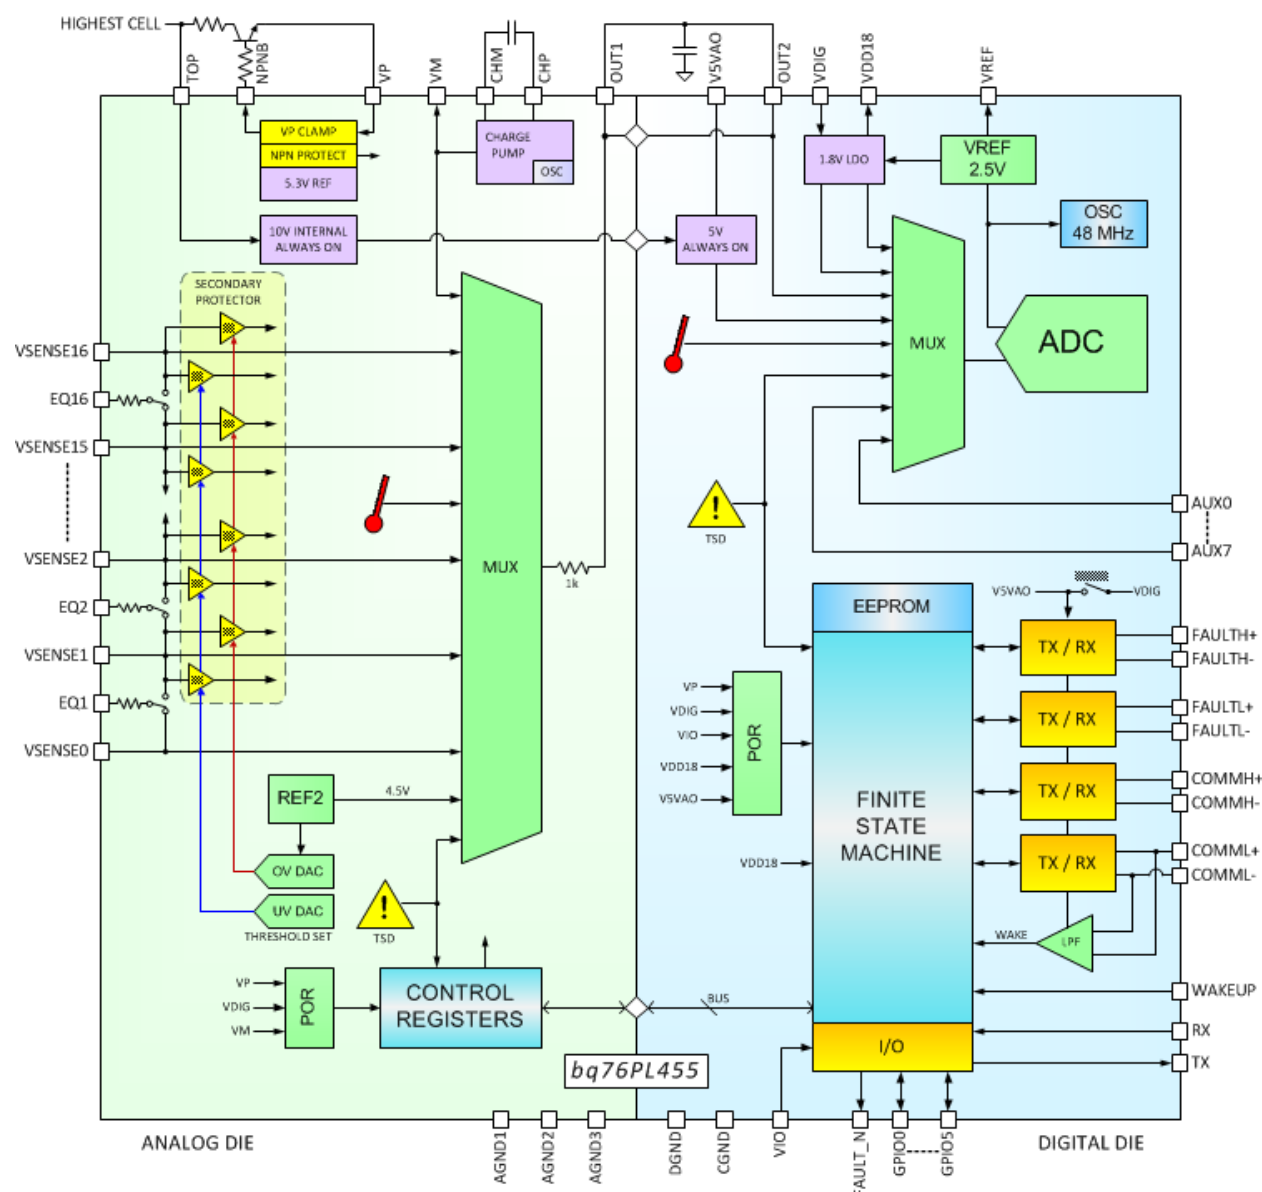 HIGHEST CELL
TOP
NPNB
VP
VM
CHM
CHP
OUT1
V5VAO
OUT2
VDIG
VDD18
VREF
VP CLAMP
NPN PROTECT
5.3V REF
CHARGE
PUMP
OSC
1.8V LDO
VREF
2.5V
10V INTERNAL
ALWAYS ON
5V
ALWAYS ON
OSC
48 MHz
SECONDARY
PROTECTOR
MUX
ADC
VSENSE16
EQ16
VSENSE15
VSENSE2
EQ2
VSENSE1
EQ1
VSENSE0
MUX
1k
TSD
AUX0
AUX7
EEPROM
V5VAO
VDIG
TX / RX
FAULTH+
FAULTH-
TX / RX
FAULTL+
FAULTL-
TX / RX
COMMH+
COMMH-
TX / RX
COMML+
COMML-
VP
VDIG
VIO
VDD18
V5VAO
POR
FINITE
STATE
MACHINE
VDD18
REF2
4.5V
OV DAC
UV DAC
THRESHOLD SET
TSD
WAKE
LPF
VP
VDIG
VM
POR
CONTROL
REGISTERS
BUS
WAKEUP
RX
TX
I/O
bq76PL455
ANALOG DIE
AGND1
AGND2
AGND3
DGND
CGND
VIO
FAULT_N
GPIO0
GPIO5
DIGITAL DIE